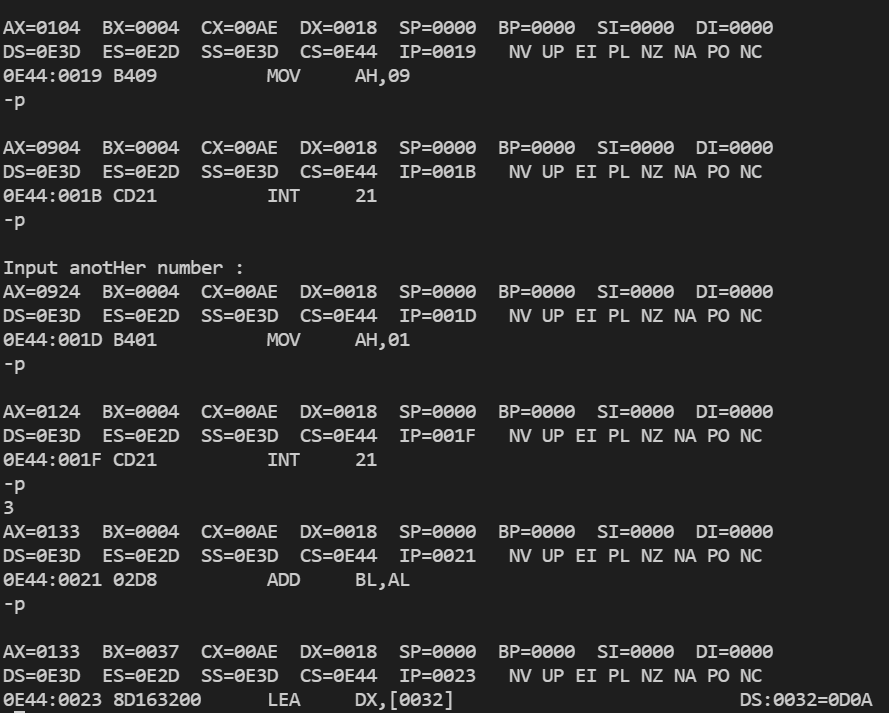 AX=0104  BX=0004  CX=00AE  DX=0018  SP=0000  BP=0000  SI=0000  DI=0000
DS=0E3D  ES=0E2D  SS=0E3D  CS=0E44  IP=0019   NV UP EI PL NZ NA PO NC
0E44:0019 B409          MOV     AH,09
-p
AX=0904  BX=0004  CX=00AE  DX=0018  SP=0000  BP=0000  SI=0000  DI=0000
DS=0E3D  ES=0E2D  SS=0E3D  CS=0E44  IP=001B   NV UP EI PL NZ NA PO NC
0E44:001B CD21          INT     21
-p
Input anotHer number :
AX=0924  BX=0004  CX=00AE  DX=0018  SP=0000  BP=0000  SI=0000  DI=0000
DS=0E3D  ES=0E2D  SS=0E3D  CS=0E44  IP=001D   NV UP EI PL NZ NA PO NC
0E44:001D B401          MOV     AH,01
-p
AX=0124  BX=0004  CX=00AE  DX=0018  SP=0000  BP=0000  SI=0000  DI=0000
DS=0E3D  ES=0E2D  SS=0E3D  CS=0E44  IP=001F   NV UP EI PL NZ NA PO NC
0E44:001F CD21          INT     21
-p
3
AX=0133  BX=0004  CX=00AE  DX=0018  SP=0000  BP=0000  SI=0000  DI=0000
DS=0E3D  ES=0E2D  SS=0E3D  CS=0E44  IP=0021   NV UP EI PL NZ NA PO NC
0E44:0021 02D8          ADD     BL,AL
-p
AX=0133  BX=0037  CX=00AE  DX=0018  SP=0000  BP=0000  SI=0000  DI=0000
DS=0E3D  ES=0E2D  SS=0E3D  CS=0E44  IP=0023   NV UP EI PL NZ NA PO NC
0E44:0023 8D163200      LEA     DX,[0032]                          DS:0032=0D0A